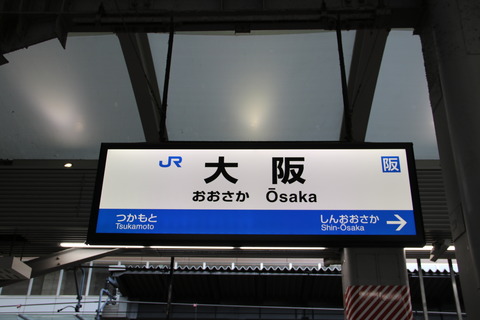 JR 大阪 阪
おおさか Ōsaka
つかもと しんおおさか
Tsukamoto Shin-Ōsaka